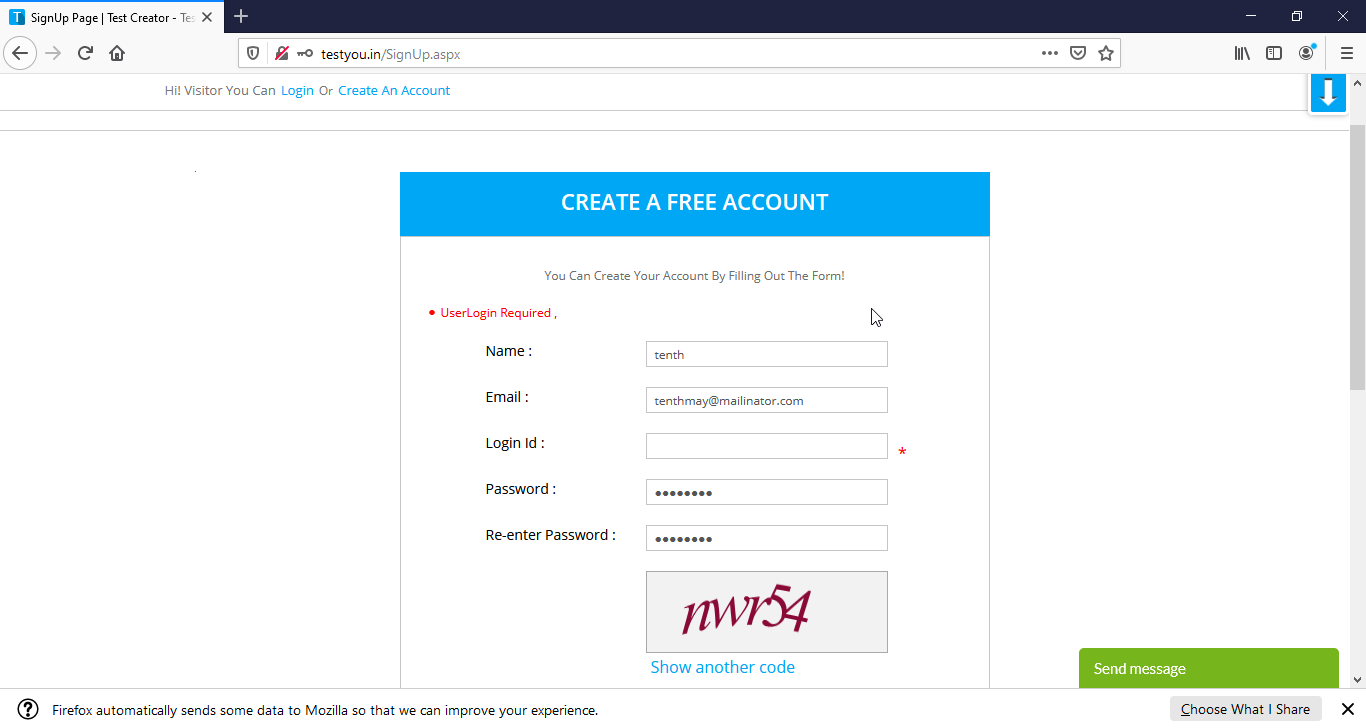 SignUp Page | Test Creator - Tes
testyou.in/SignUp.aspx
Hi! Visitor You Can Login Or Create An Account
CREATE A FREE ACCOUNT
You Can Create Your Account By Filling Out The Form!
UserLogin Required ,
Name : tenth
Email : tenthmay@mailinator.com
Login Id : *
Password : ●●●●●●●●
Re-enter Password : ●●●●●●●●
nwr54
Show another code
Send message
Firefox automatically sends some data to Mozilla so that we can improve your experience. Choose What I Share